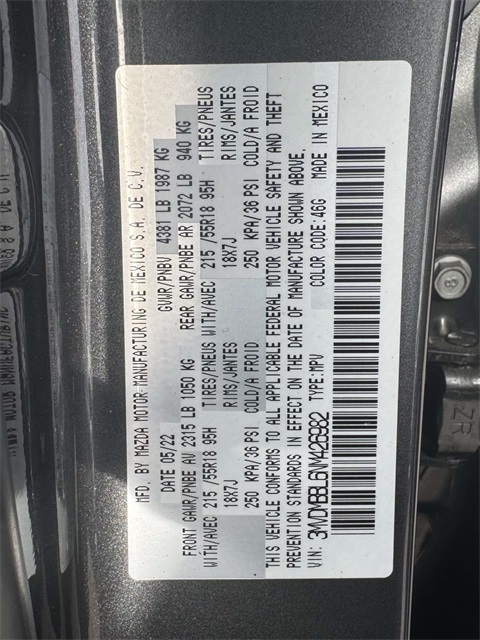 MFD. BY MAZDA MOTOR MANUFACTURING DE MEXICO S.A. DE C.V.
DATE 05/22 GVWR/PNBV 4381 LB 1987 KG
FRONT GAWR/PNBE AV 2315 LB 1050 KG REAR GAWR/PNBE AR 2072 LB 940 KG
WITH/AVEC 215 /55R18 95H TIRES/PNEUS WITH/AVEC 215 /55R18 95H TIRES/PNEUS
18X7J RIMS/JANTES 18X7J RIMS/JANTES
250 KPA/36 PSI COLD/A FROID 250 KPA/36 PSI COLD/A FROID
THIS VEHICLE CONFORMS TO ALL APPLICABLE FEDERAL MOTOR VEHICLE SAFETY AND THEFT
PREVENTION STANDARDS IN EFFECT ON THE DATE OF MANUFACTURE SHOWN ABOVE.
VIN: 3MVDMBBL6NM426982 TYPE:MPV COLOR CODE:46G MADE IN MEXICO
8
ZR